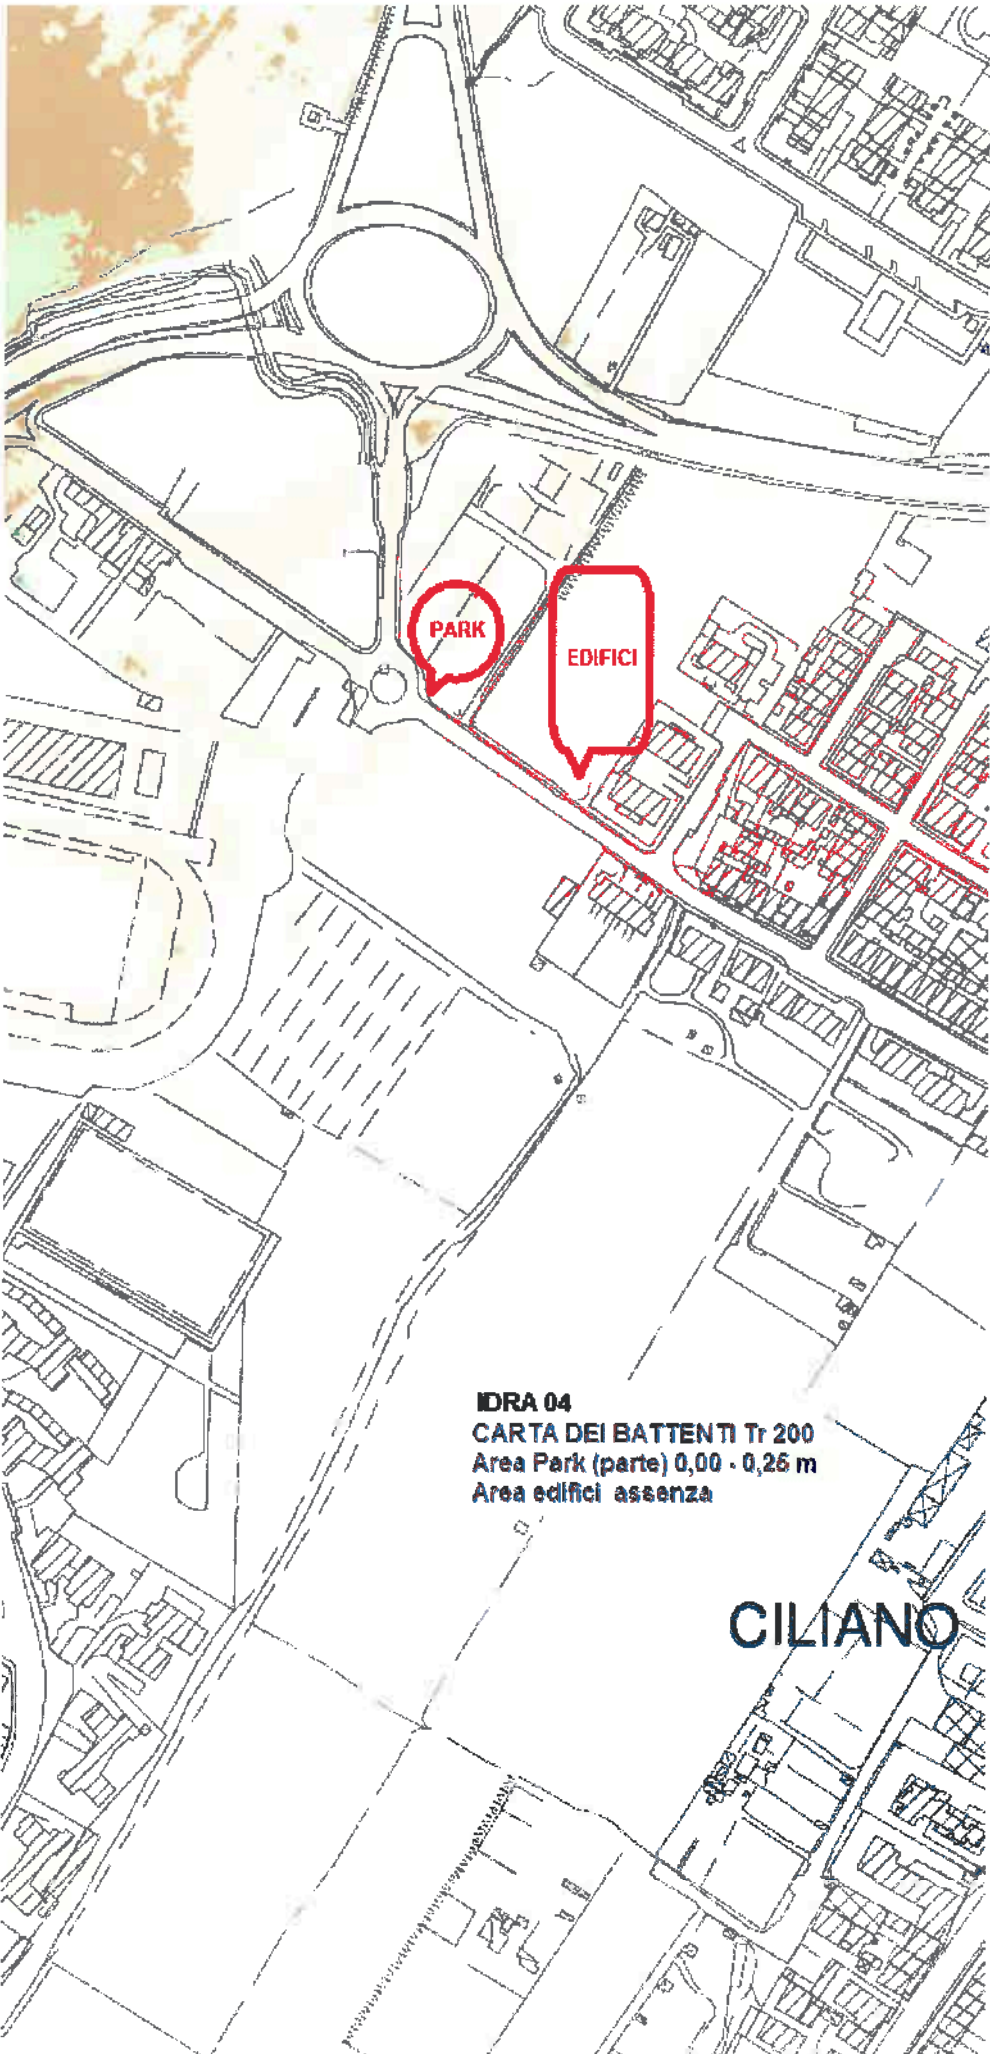 PARK
EDIFICI
IDRA 04
CARTA DEI BATTENTI Tr 200
Area Park (parte) 0,00 - 0,25 m
Area edifici assenza
CILIANO